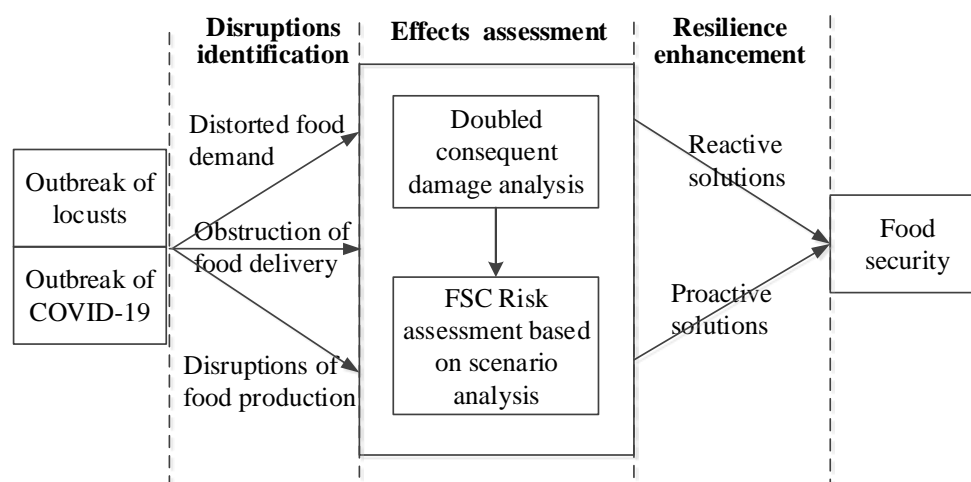 Disruptions
identification
Effects assessment
Resilience
enhancement
Outbreak of
locusts
Outbreak of
COVID-19
Distorted food
demand
Obstruction of
food delivery
Disruptions of
food production
Doubled
consequent
damage analysis
FSC Risk
assessment based
on scenario
analysis
Reactive
solutions
Proactive
solutions
Food
security